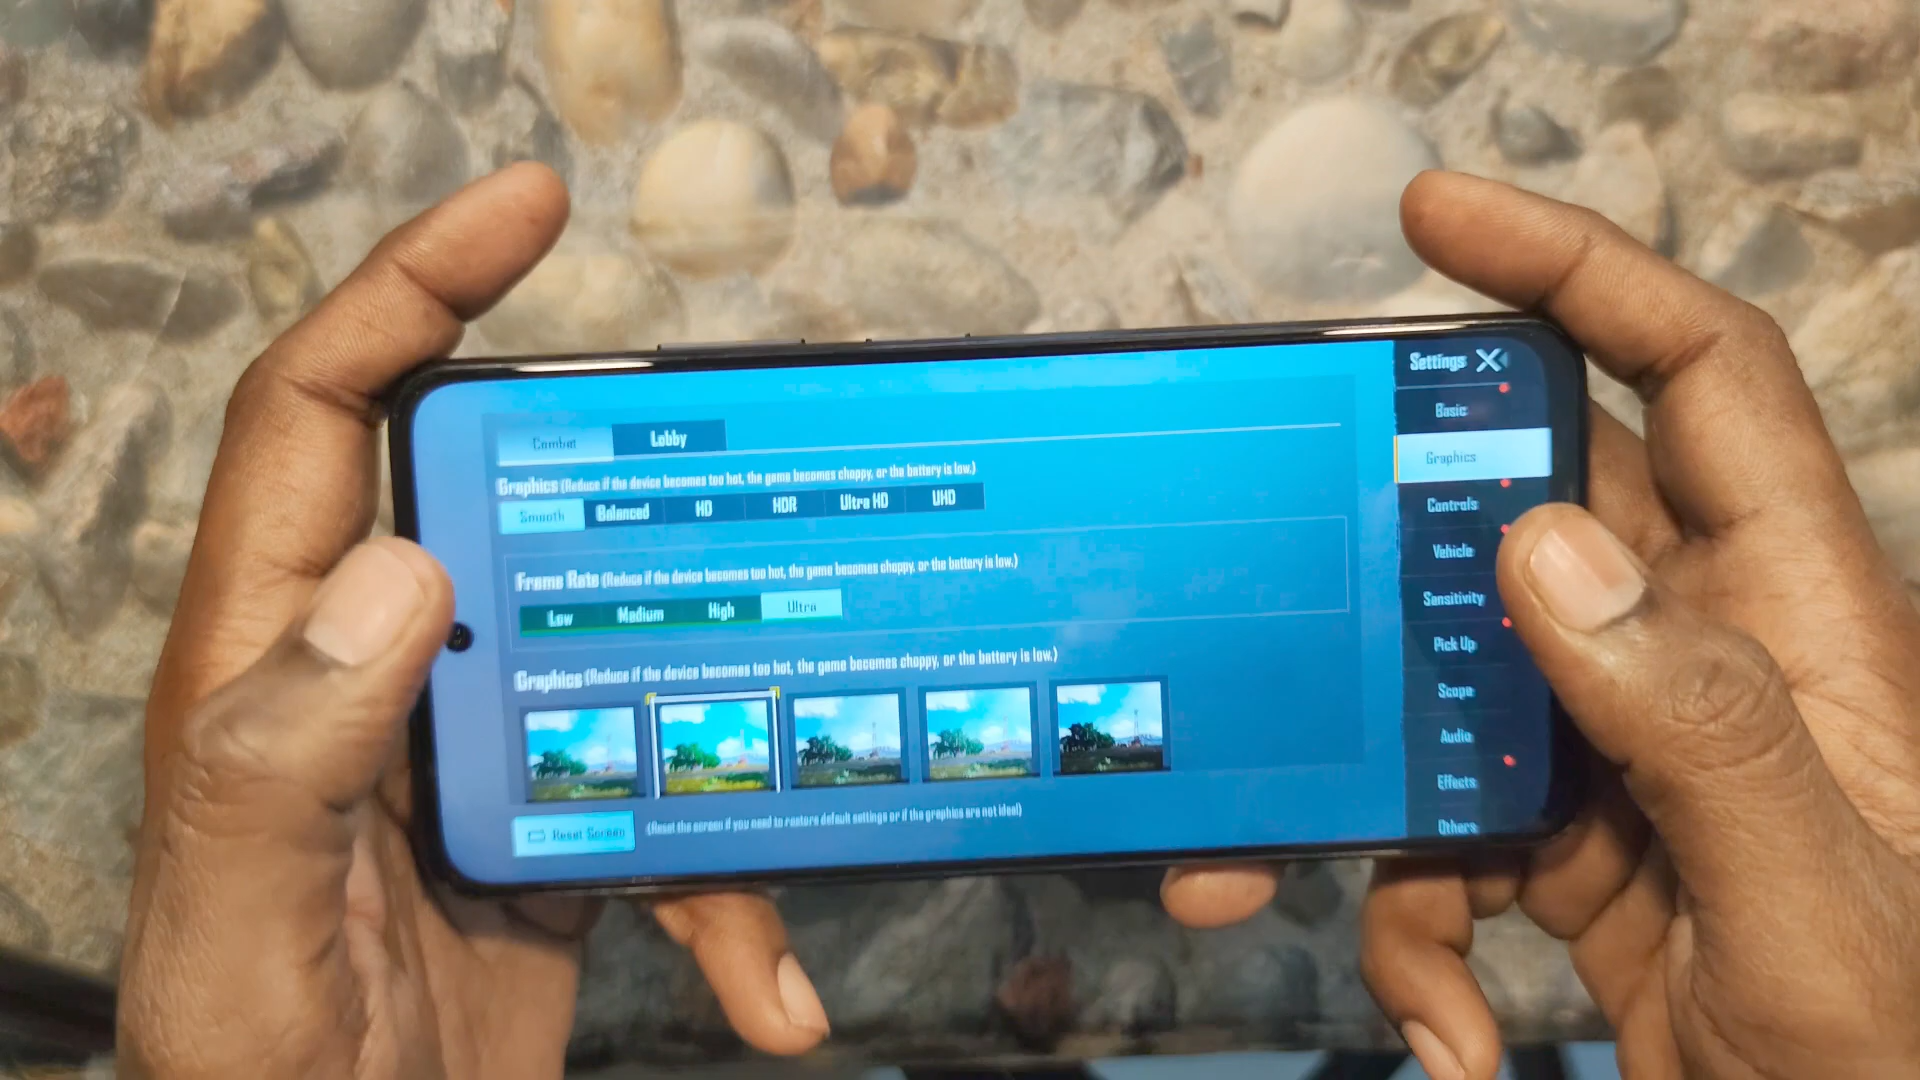 Combat Lobby
Graphics (Reduce if the device becomes too hot, the game becomes choppy, or the battery is low.)
Smooth Balanced HD HDR Ultra HD UHD
Frame Rate (Reduce if the device becomes too hot, the game becomes choppy, or the battery is low.)
Low Medium High Ultra
Graphics (Reduce if the device becomes too hot, the game becomes choppy, or the battery is low.)
Reset Screen (Reset the screen if you need to restore default settings or if the graphics are not ideal)
Settings X
Basic
Graphics
Controls
Vehicle
Sensitivity
Pick Up
Scope
Audio
Effects
Others